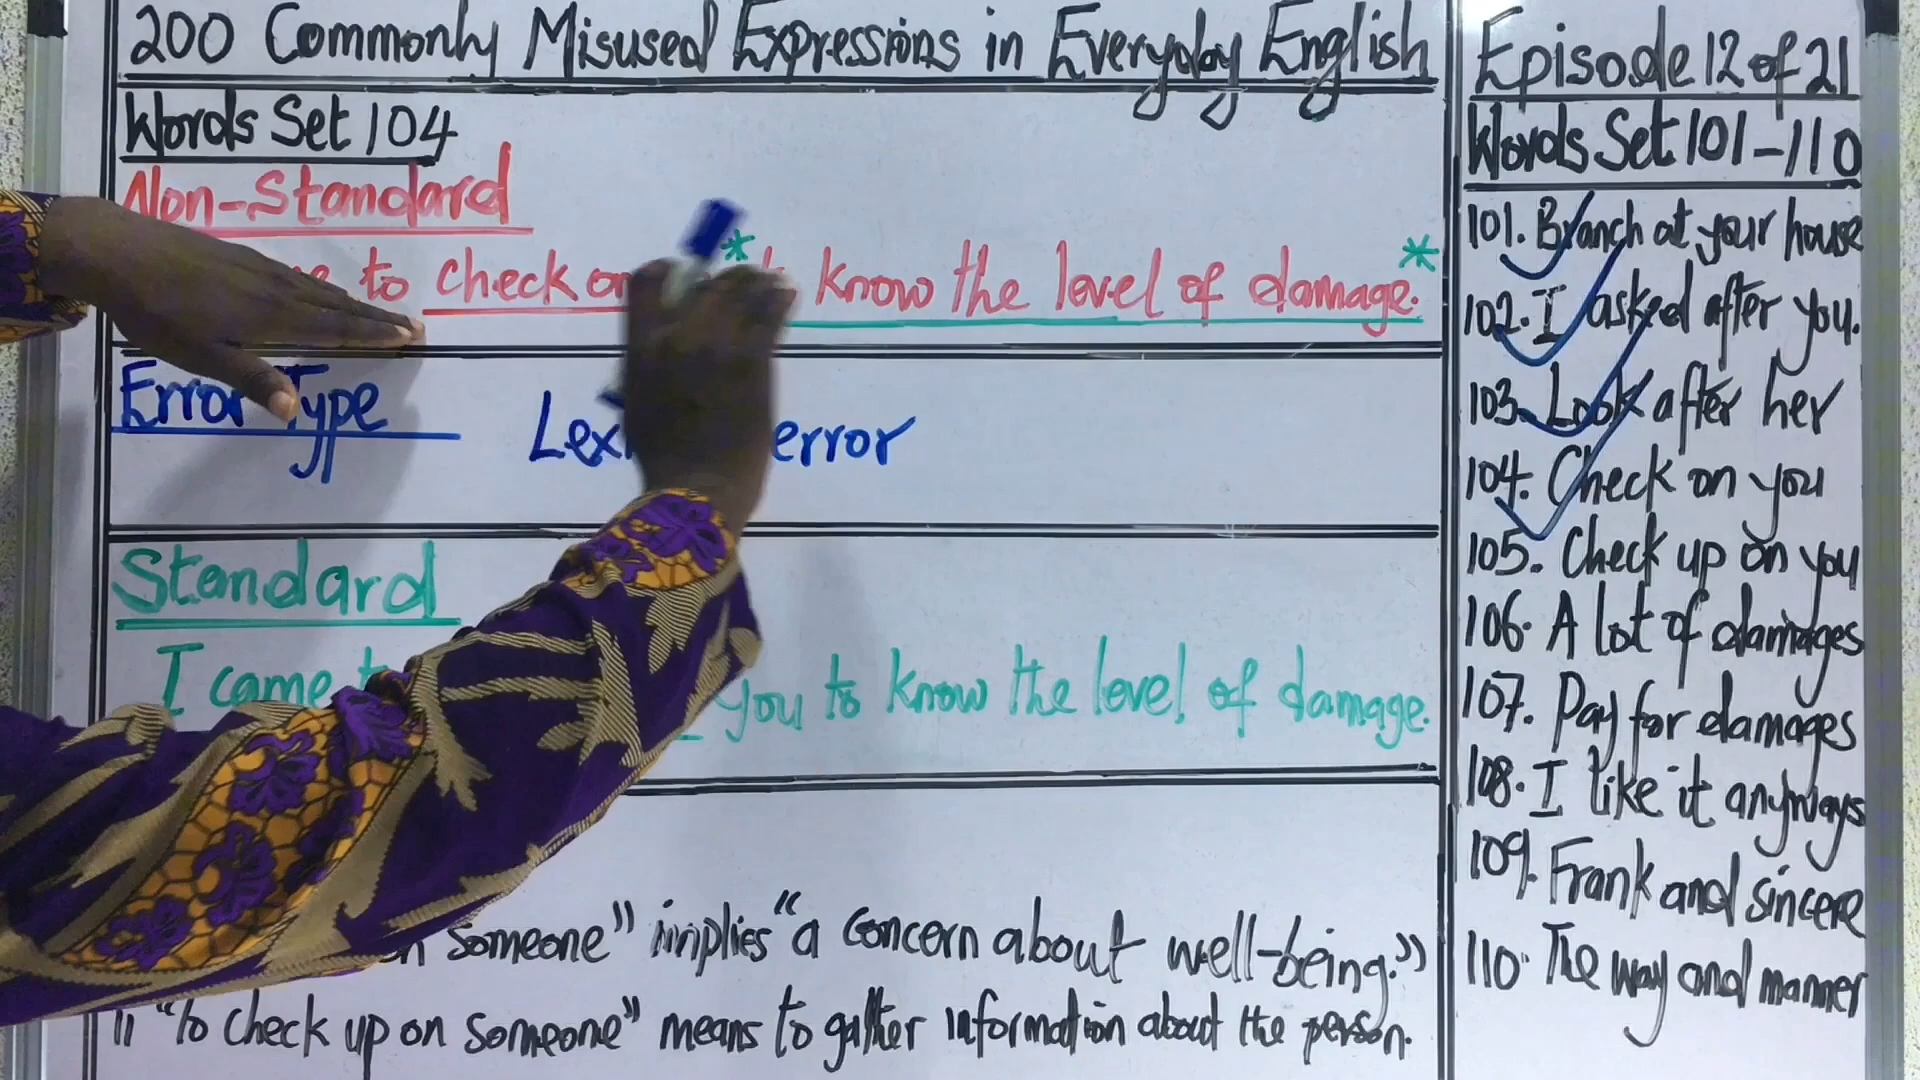 200 Commonly Misused Expressions in Everyday English
Words Set 104
Non-Standard
to check on know the level of damage.
Error Type
error
Standard
I came you to know the level of damage.
someone" implies "a concern about well-being."
ii "to check up on someone" means to gather information about the person.
Episode 12 of 21
Words Set 101-110
101. Branch at your house
102. I asked after you.
103. Look after her
104. Check on you
105. Check up on you
106. A lot of damages
107. Pay for damages
108. I like it anyways
109. Frank and sincere
110. The way and manner